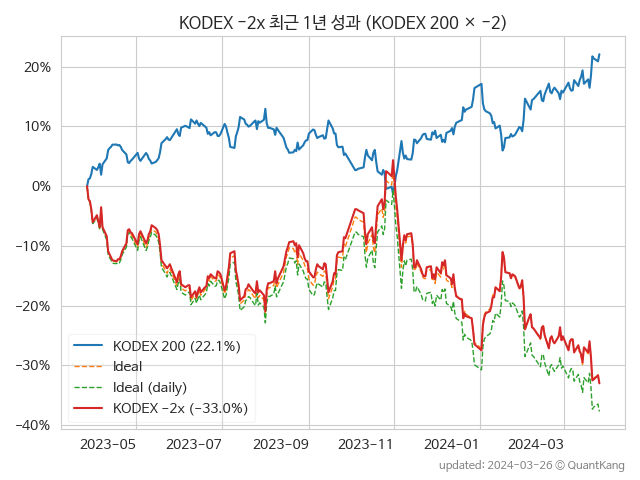 KODEX -2x 최근 1년 성과 (KODEX 200 × -2)
20%
10%
0%
-10%
-20%
-30%
-40%
KODEX 200 (22.1%)
Ideal
Ideal (daily)
KODEX -2x (-33.0%)
2023-05
2023-07
2023-09
2023-11
2024-01
2024-03
updated: 2024-03-26 © QuantKang